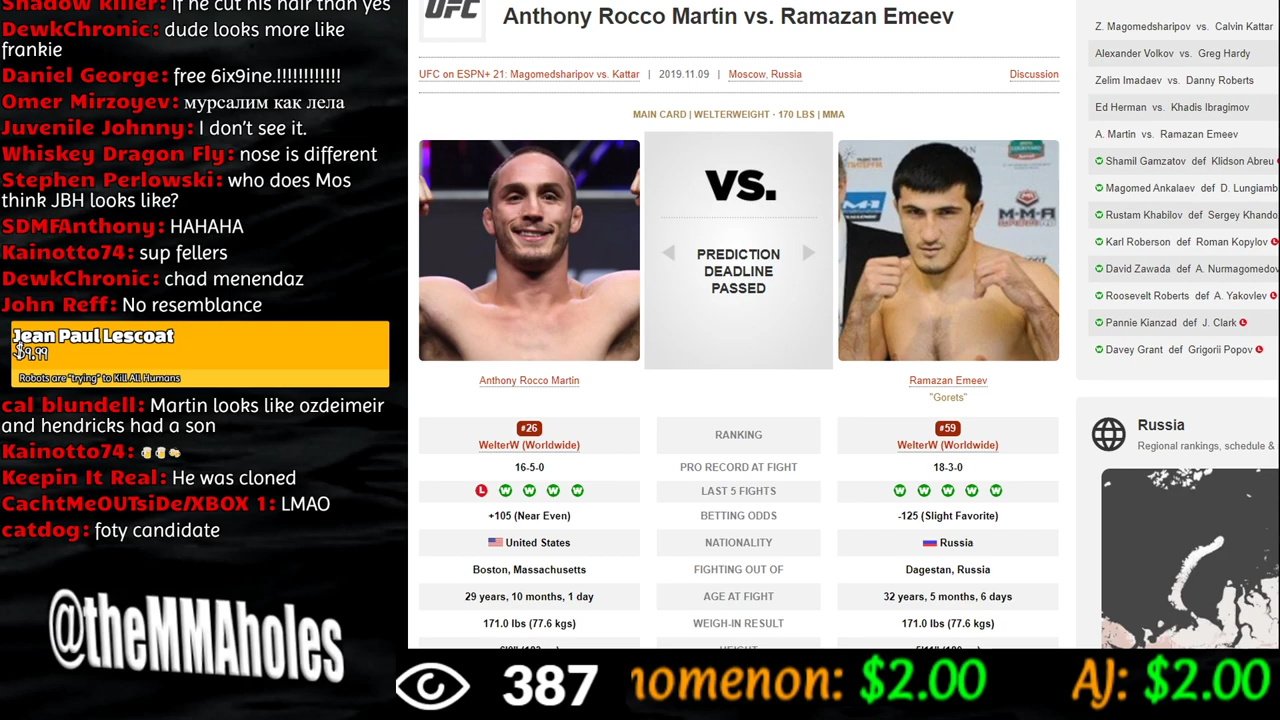 Shadow killer: if he cut his hair than yes
DewkChronic: dude looks more like
frankie
Daniel George: free 6ix9ine.!!!!!!!!!!!!
Omer Mirzoyev: мурсалим как лела
Juvenile Johnny: I don't see it.
Whiskey Dragon Fly: nose is different
Stephen Perlowski: who does Mos
think JBH looks like?
SDMFAnthony: HAHAHA
Kainotto74: sup fellers
DewkChronic: chad menendaz
John Reff: No resemblance
Jean Paul Lescoat
$9.99
Robots are "trying" to Kill All Humans
cal blundell: Martin looks like ozdeimeir
and hendricks had a son
Kainotto74: 🍻🍻👏
Keepin It Real: He was cloned
CachtMeOUTsiDe/XBOX 1: LMAO
catdog: foty candidate
@theMMAholes
UFC
Anthony Rocco Martin vs. Ramazan Emeev
UFC on ESPN+ 21: Magomedsharipov vs. Kattar | 2019.11.09 | Moscow, Russia
Discussion
MAIN CARD | WELTERWEIGHT · 170 LBS | MMA
VS.
PREDICTION
DEADLINE
PASSED
M-1
M-M-A
Anthony Rocco Martin
Ramazan Emeev
"Gorets"
#26 RANKING #59
WelterW (Worldwide) WelterW (Worldwide)
16-5-0 PRO RECORD AT FIGHT 18-3-0
L W W W W LAST 5 FIGHTS W W W W W
+105 (Near Even) BETTING ODDS -125 (Slight Favorite)
United States NATIONALITY Russia
Boston, Massachusetts FIGHTING OUT OF Dagestan, Russia
29 years, 10 months, 1 day AGE AT FIGHT 32 years, 5 months, 6 days
171.0 lbs (77.6 kgs) WEIGH-IN RESULT 171.0 lbs (77.6 kgs)
Z. Magomedsharipov vs. Calvin Kattar
Alexander Volkov vs. Greg Hardy
Zelim Imadaev vs. Danny Roberts
Ed Herman vs. Khadis Ibragimov
A. Martin vs. Ramazan Emeev
W Shamil Gamzatov def Klidson Abreu
W Magomed Ankalaev def D.
W Rustam Khabilov def Sergey Khando
W Karl Roberson def Roman Kopylov L
W David Zawada def A. Nurmagomedo
W Roosevelt Roberts def A. Yakovlev L
W Pannie Kianzad def J. Clark L
W Davey Grant def Grigorii Popov L
Russia
Regional rankings, schedule &
387 nomenon: $2.00 AJ: $2.00